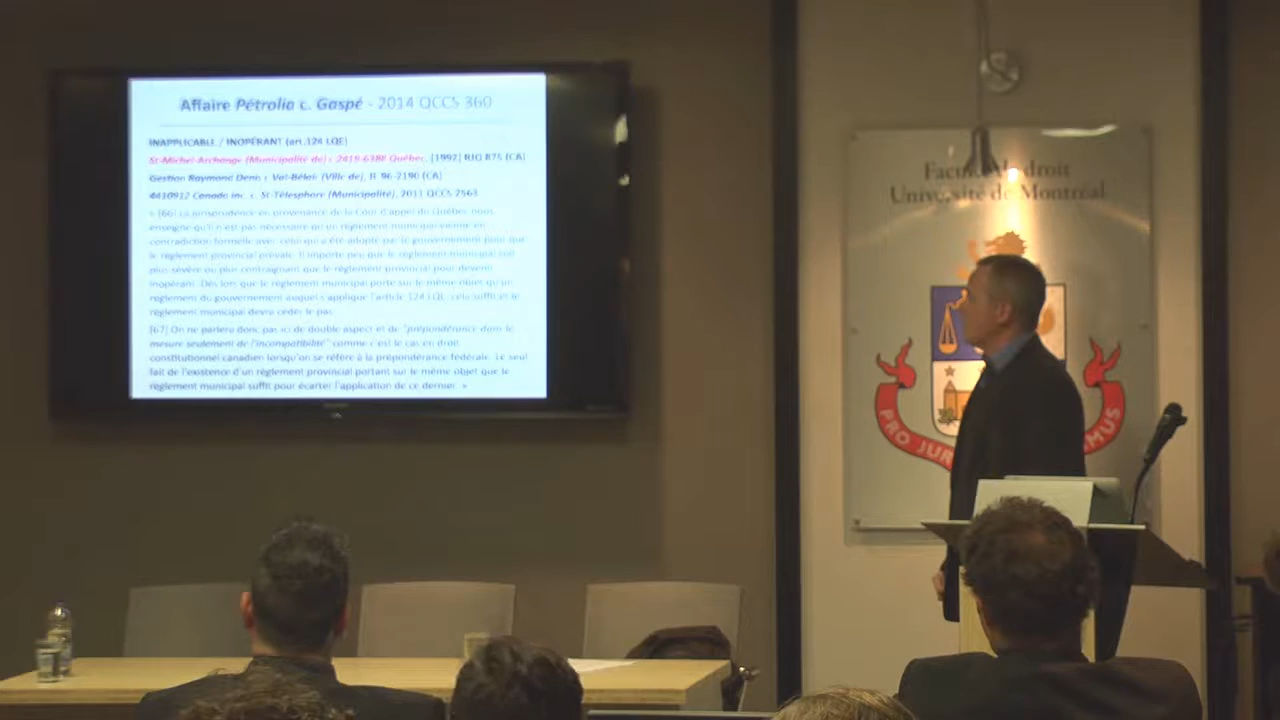 Affaire Pétrolia c. Gaspé - 2014 QCCS 360
INAPPLICABLE / INOPÉRANT (art.124 LQE)
St-Michel-Archange (Municipalité de) c 2419-6388 Québec, [1992] RJQ 875 (CA)
Gestion Raymond Denis c Val-Bélair (Ville de), B. 96-2190 (CA)
4410912 Canada inc. c. St-Télesphore (Municipalité), 2011 QCCS 2563
« [66] La jurisprudence en provenance de la Cour d'appel du Québec nous
enseigne qu'il n'est pas nécessaire qu'un règlement municipal vienne en
contradiction formelle avec celui qui a été adopté par le gouvernement pour que
le règlement provincial prévale. Il importe peu que le règlement municipal soit
plus sévère ou plus contraignant que le règlement provincial pour devenir
inopérant. Dès lors que le règlement municipal porte sur le même objet qu'un
règlement du gouvernement auquel s'applique l'article 124 LQE, cela suffit et le
règlement municipal devra céder le pas.
[67] On ne parlera donc pas ici de double aspect et de "prépondérance dans la
mesure seulement de l'incompatibilité" comme c'est le cas en droit
constitutionnel canadien lorsqu'on se réfère à la prépondérance fédérale. Le seul
fait de l'existence d'un règlement provincial portant sur le même objet que le
règlement municipal suffit pour écarter l'application de ce dernier. »
Faculté de droit
Université de Montréal
PRO JUR AMUS